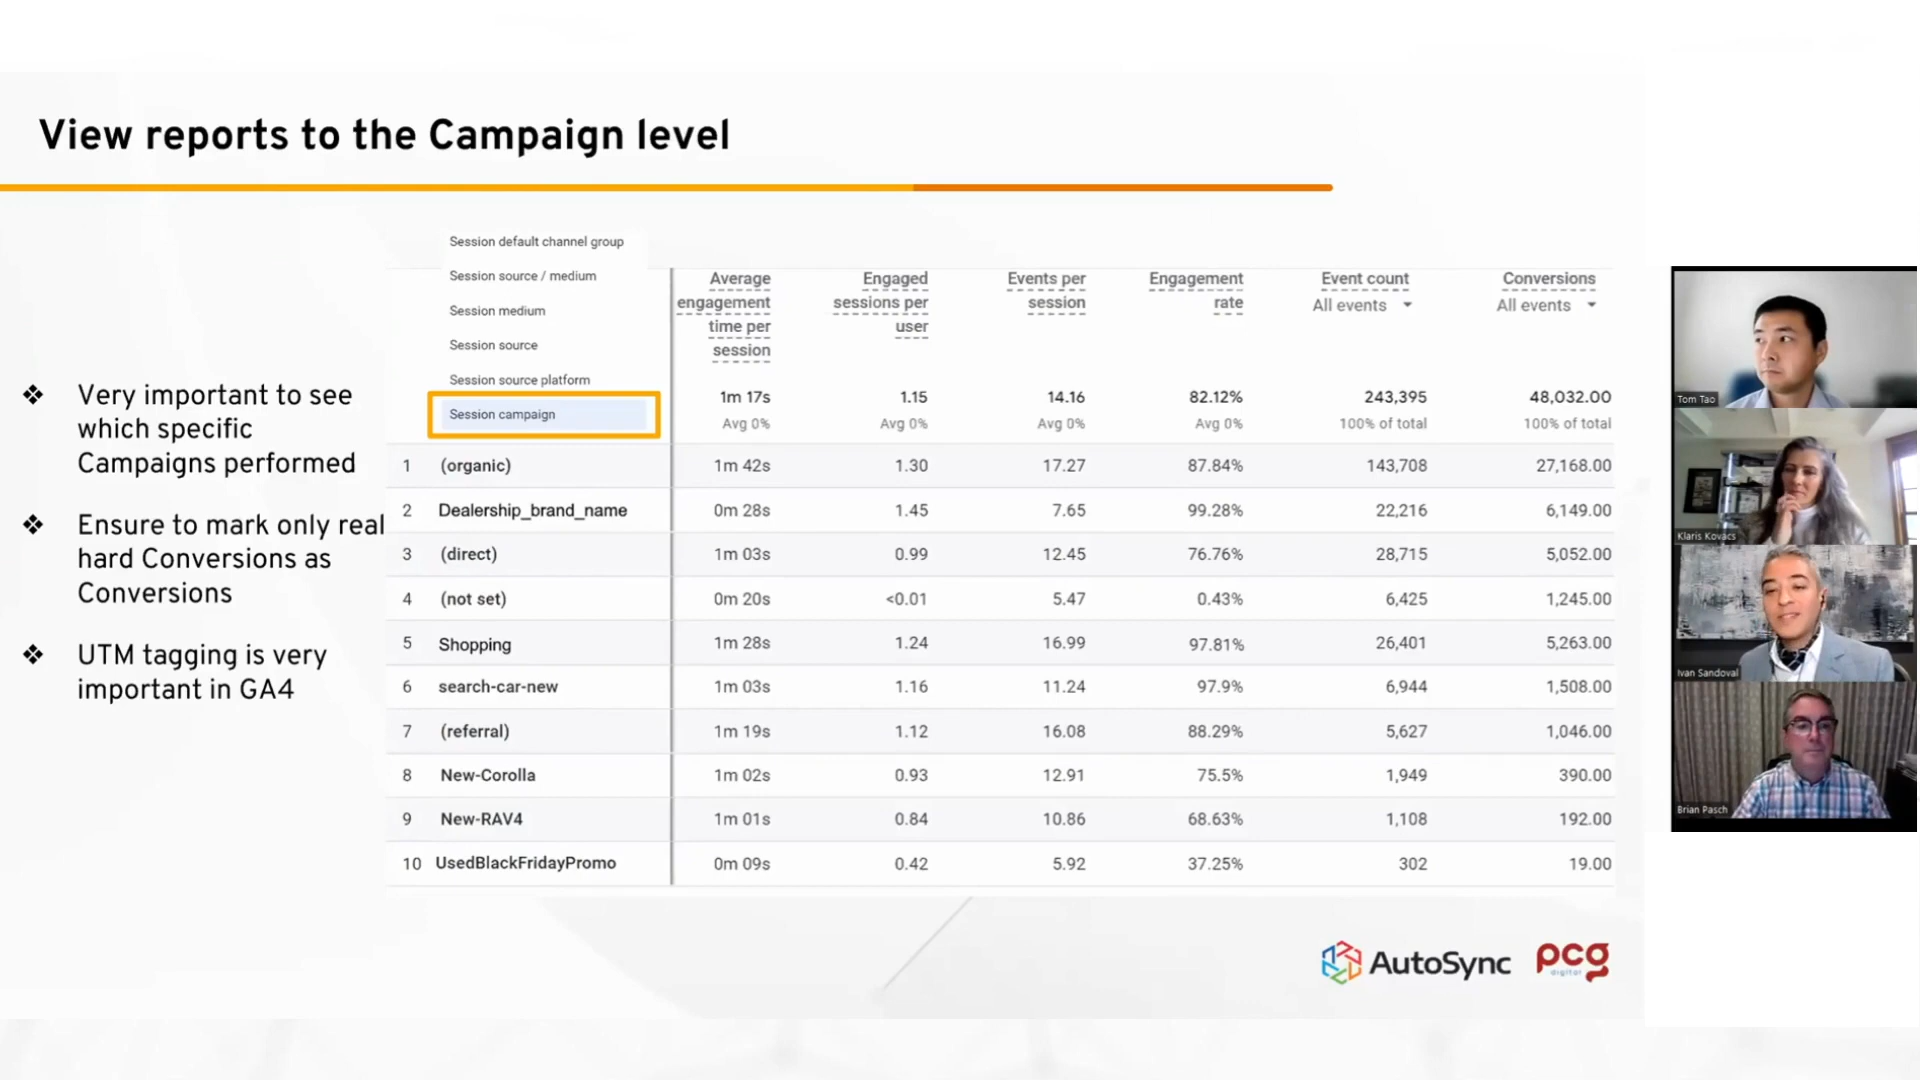 View reports to the Campaign level
❖ Very important to see
which specific
Campaigns performed
❖ Ensure to mark only real
hard Conversions as
Conversions
❖ UTM tagging is very
important in GA4
Session default channel group
Session source / medium
Session medium
Session source
Session source platform
Session campaign
Average engagement time per session
Engaged sessions per user
Events per session
Engagement rate
Event count All events
Conversions All events
1m 17s 1.15 14.16 82.12% 243,395 48,032.00
Avg 0% Avg 0% Avg 0% Avg 0% 100% of total 100% of total
1 (organic) 1m 42s 1.30 17.27 87.84% 143,708 27,168.00
2 Dealership_brand_name 0m 28s 1.45 7.65 99.28% 22,216 6,149.00
3 (direct) 1m 03s 0.99 12.45 76.76% 28,715 5,052.00
4 (not set) 0m 20s <0.01 5.47 0.43% 6,425 1,245.00
5 Shopping 1m 28s 1.24 16.99 97.81% 26,401 5,263.00
6 search-car-new 1m 03s 1.16 11.24 97.9% 6,944 1,508.00
7 (referral) 1m 19s 1.12 16.08 88.29% 5,627 1,046.00
8 New-Corolla 1m 02s 0.93 12.91 75.5% 1,949 390.00
9 New-RAV4 1m 01s 0.84 10.86 68.63% 1,108 192.00
10 UsedBlackFridayPromo 0m 09s 0.42 5.92 37.25% 302 19.00
AutoSync
pcg
digital
Tom Tao
Klaris Kovacs
Ivan Sandoval
Brian Pasch